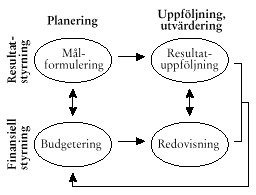 Planering
Uppföljning,
utvärdering
Resultat-
styrning
Mål-
formulering
Resultat-
uppföljning
Finansiell
styrning
Budgetering
Redovisning